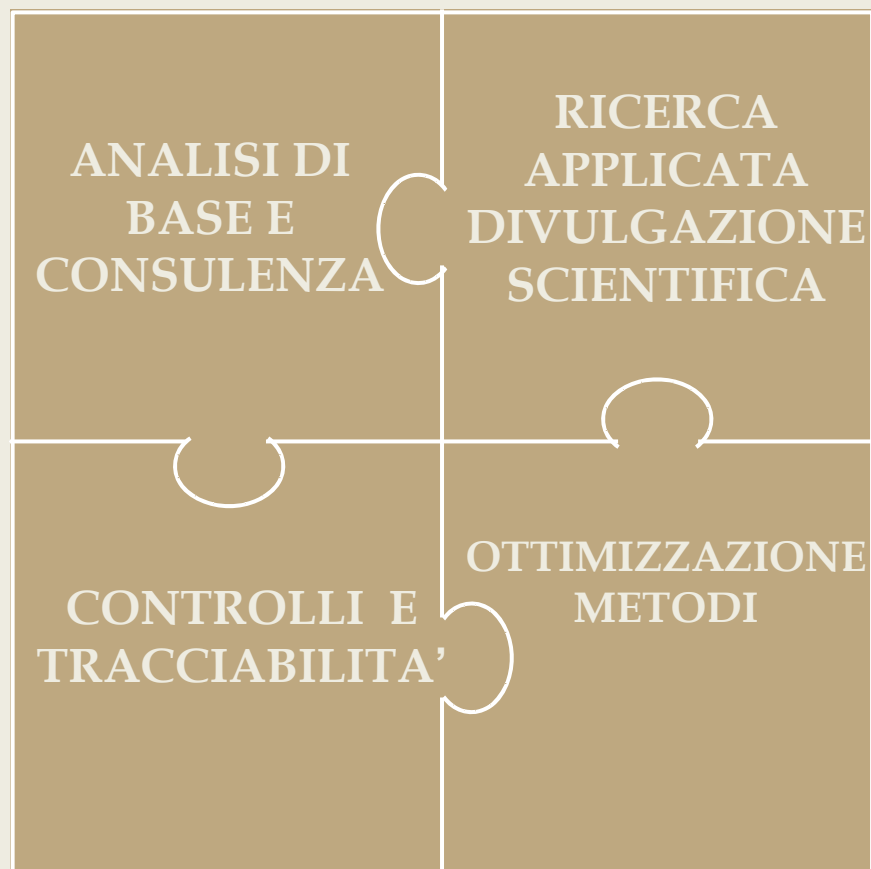 ANALISI DI
BASE E
CONSULENZA
RICERCA
APPLICATA
DIVULGAZIONE
SCIENTIFICA
CONTROLLI E
TRACCIABILITA’
OTTIMIZZAZIONE
METODI